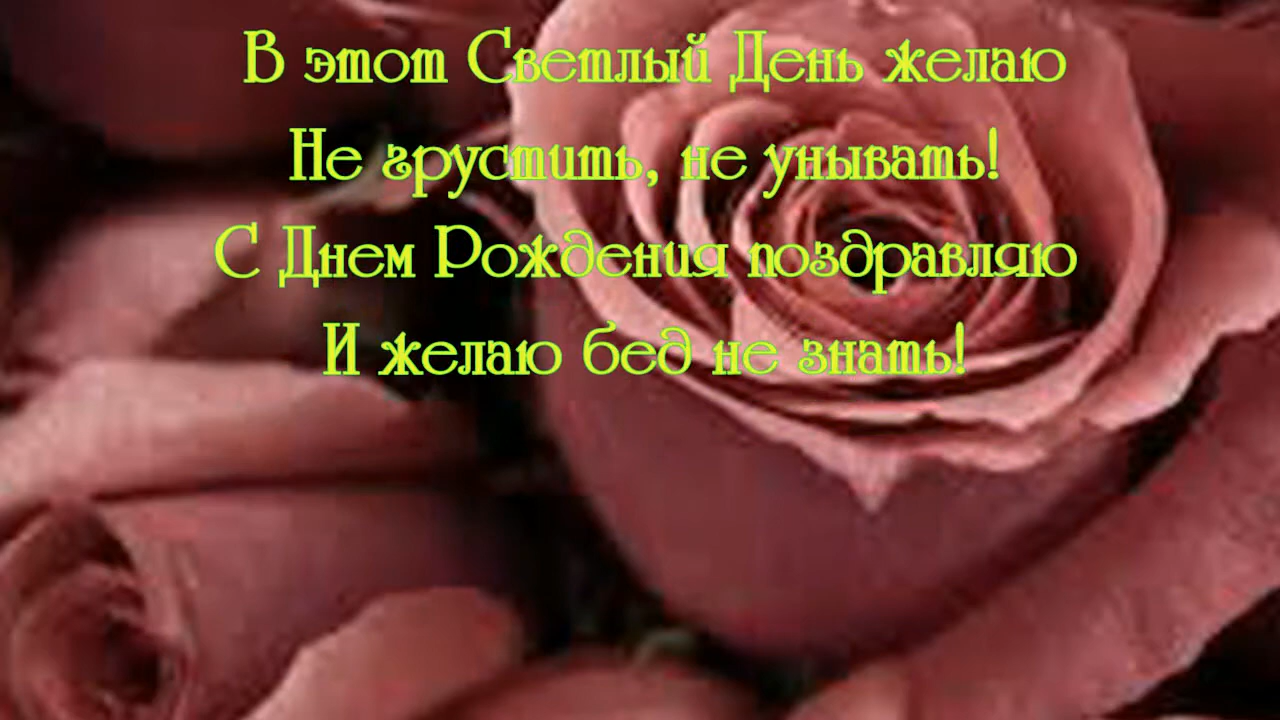 В этот Светлый День желаю
Не грустить, не унывать!
С Днем Рождения поздравляю
И желаю бед не знать!